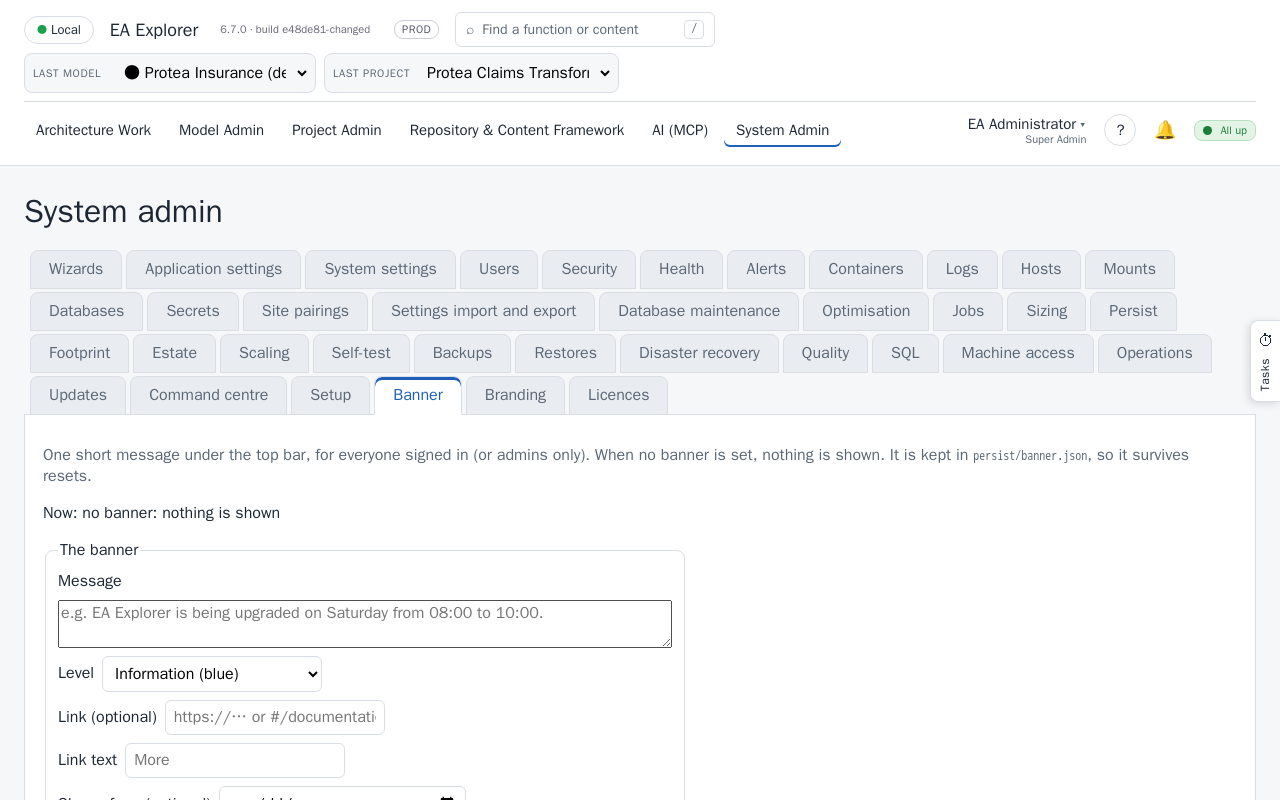 Local EA Explorer 6.7.0 · build e48de81-changed PROD ⌕ Find a function or content /
LAST MODEL Protea Insurance (de LAST PROJECT Protea Claims Transfor
Architecture Work Model Admin Project Admin Repository & Content Framework AI (MCP) System Admin EA Administrator ▾ ? All up
Super Admin
System admin
Wizards Application settings System settings Users Security Health Alerts Containers Logs Hosts Mounts
Databases Secrets Site pairings Settings import and export Database maintenance Optimisation Jobs Sizing Persist
Footprint Estate Scaling Self-test Backups Restores Disaster recovery Quality SQL Machine access Operations
Updates Command centre Setup Banner Branding Licences
Tasks
One short message under the top bar, for everyone signed in (or admins only). When no banner is set, nothing is shown. It is kept in persist/banner.json, so it survives
resets.
Now: no banner: nothing is shown
The banner
Message
e.g. EA Explorer is being upgraded on Saturday from 08:00 to 10:00.
Level Information (blue)
Link (optional) https://⋯ or #/documentati
Link text More